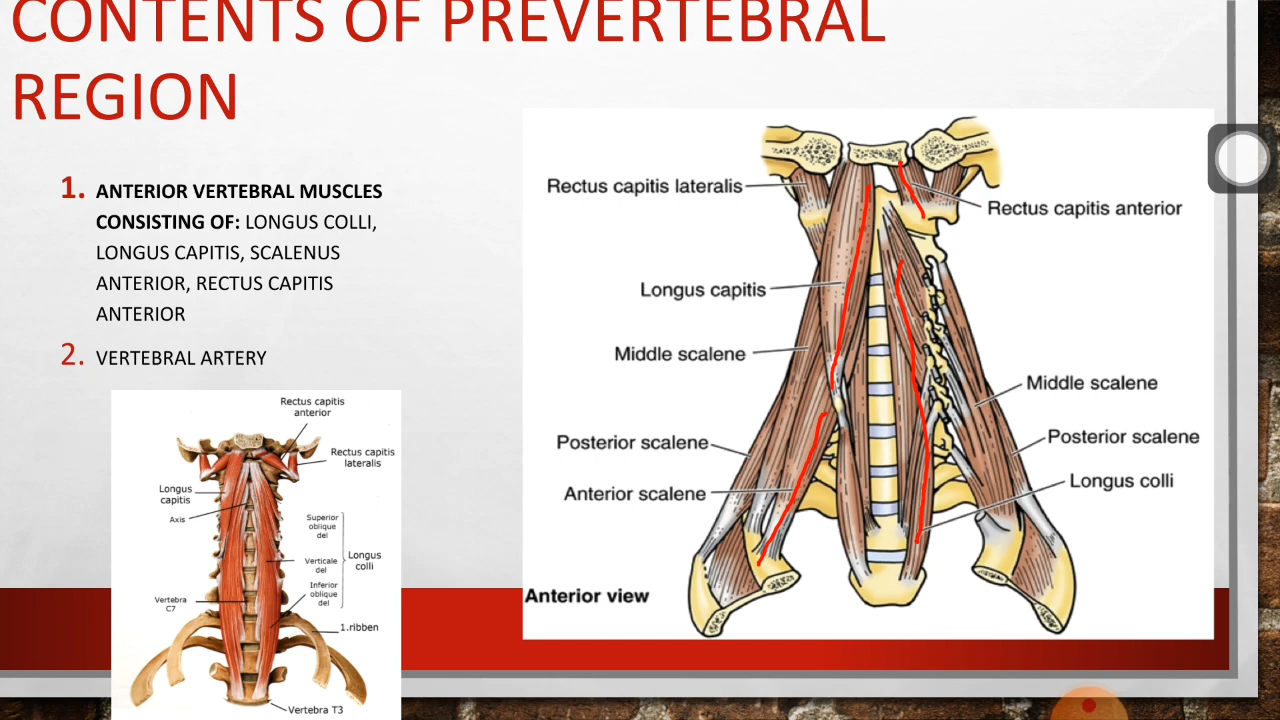 CONTENTS OF PREVERTEBRAL
REGION
1. ANTERIOR VERTEBRAL MUSCLES
CONSISTING OF: LONGUS COLLI,
LONGUS CAPITIS, SCALENUS
ANTERIOR, RECTUS CAPITIS
ANTERIOR
2. VERTEBRAL ARTERY
Rectus capitis
anterior
Rectus capitis
lateralis
Longus
capitis
Axis
Superior
oblique
del
Verticale
del
Longus
colli
Inferior
oblique
del
Vertebra
C7
1.ribben
Vertebra T3
Rectus capitis lateralis
Rectus capitis anterior
Longus capitis
Middle scalene
Middle scalene
Posterior scalene
Posterior scalene
Longus colli
Anterior scalene
Anterior view